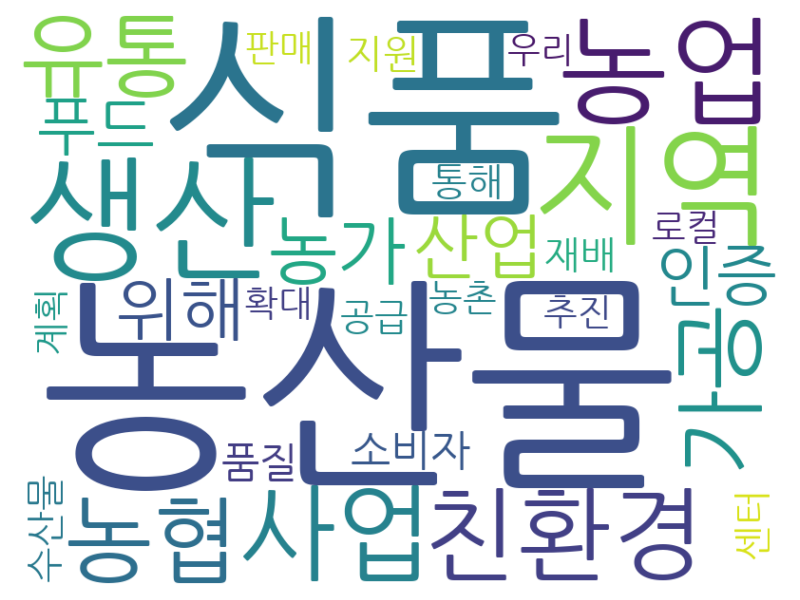 유통
판매
지원
우리
농업
식품
푸드
지역
생산
통해
농가
산업
재배
로컬
인증
위해
확대
계획
공급
농촌
추진
농산물
가공
품질
소비자
수산물
농협
사업
친환경
센터